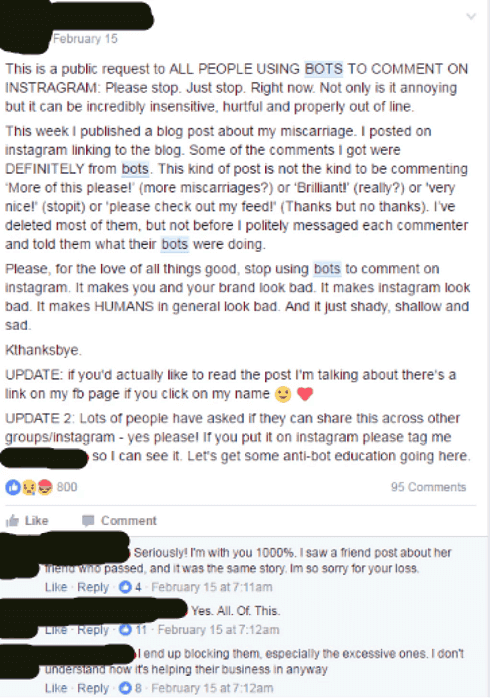 February 15
This is a public request to ALL PEOPLE USING BOTS TO COMMENT ON
INSTRAGRAM: Please stop. Just stop. Right now. Not only is it annoying
but it can be incredibly insensitive, hurtful and properly out of line.
This week I published a blog post about my miscarriage. I posted on
instagram linking to the blog. Some of the comments I got were
DEFINITELY from bots. This kind of post is not the kind to be commenting
'More of this please!' (more miscarriages?) or 'Brilliant!' (really?) or 'very
nice!' (stopit) or 'please check out my feed!' (Thanks but no thanks). I've
deleted most of them, but not before I politely messaged each commenter
and told them what their bots were doing.
Please, for the love of all things good, stop using bots to comment on
instagram. It makes you and your brand look bad. It makes instagram look
bad. It makes HUMANS in general look bad. And it just shady, shallow and
sad.
Kthanksbye.
UPDATE: if you'd actually like to read the post I'm talking about there's a
link on my fb page if you click on my name
UPDATE 2: Lots of people have asked if they can share this across other
groups/instagram - yes please! If you put it on instagram please tag me
so I can see it. Let's get some anti-bot education going here.
800 95 Comments
Like Comment
Seriously! I'm with you 1000%. I saw a friend post about her
friend who passed, and it was the same story. Im so sorry for your loss.
Like · Reply · 4 · February 15 at 7:11am
Yes. All. Of. This.
Like · Reply · 11 · February 15 at 7:12am
I end up blocking them, especially the excessive ones. I don't
understand how it's helping their business in anyway
Like · Reply · 8 · February 15 at 7:12am